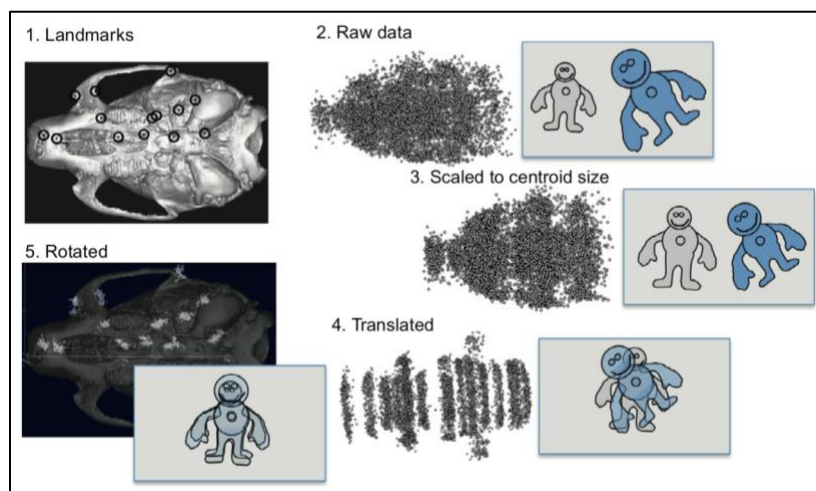 1. Landmarks
2. Raw data
3. Scaled to centroid size
5. Rotated
4. Translated